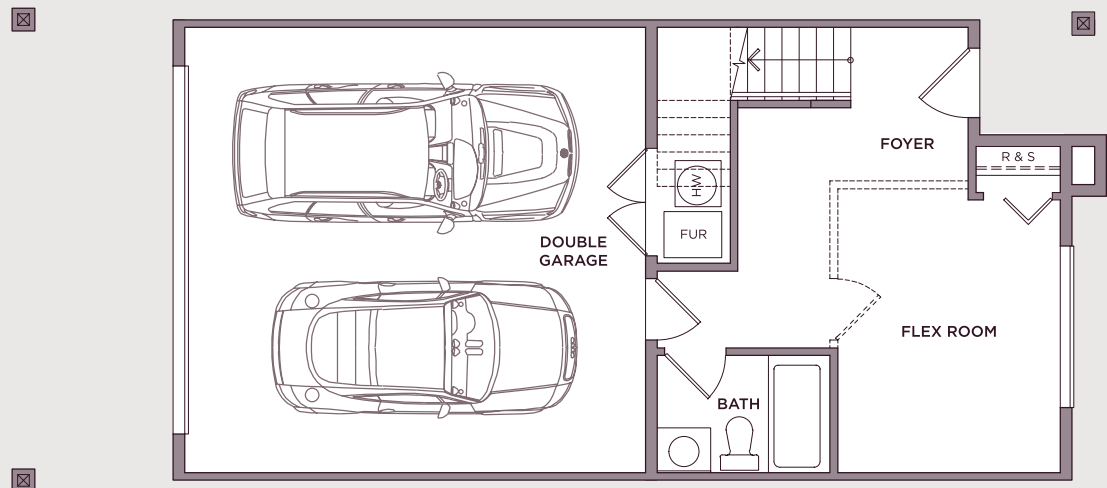 FOYER
R & S
HW
FUR
DOUBLE
GARAGE
FLEX ROOM
BATH